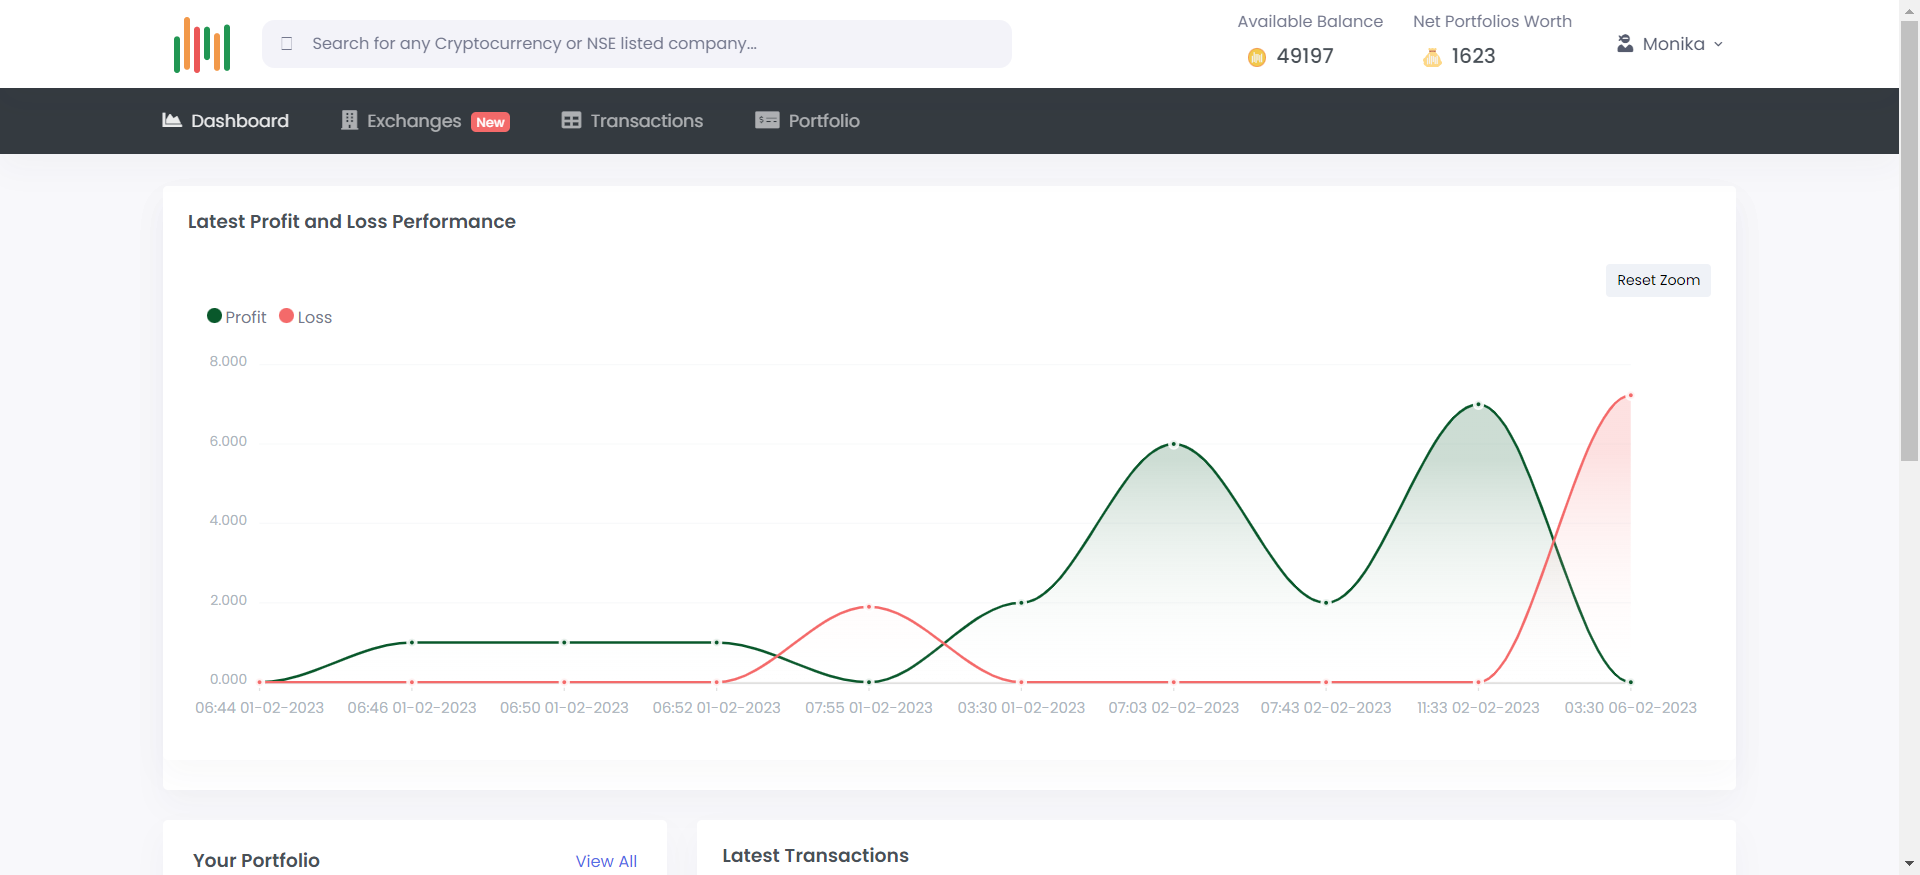 Search for any Cryptocurrency or NSE listed company...
Available Balance
49197
Net Portfolios Worth
1623
Monika
Dashboard
Exchanges New
Transactions
Portfolio
Latest Profit and Loss Performance
Reset Zoom
Profit
Loss
8.000
6.000
4.000
2.000
0.000
06:44 01-02-2023
06:46 01-02-2023
06:50 01-02-2023
06:52 01-02-2023
07:55 01-02-2023
03:30 01-02-2023
07:03 02-02-2023
07:43 02-02-2023
11:33 02-02-2023
03:30 06-02-2023
Your Portfolio
View All
Latest Transactions